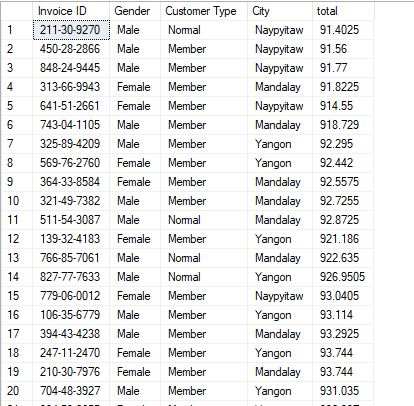 Invoice ID Gender Customer Type City total
1 211-30-9270 Male Normal Naypyitaw 91.4025
2 450-28-2866 Male Member Naypyitaw 91.56
3 848-24-9445 Male Member Naypyitaw 91.77
4 313-66-9943 Female Member Mandalay 91.8225
5 641-51-2661 Female Member Naypyitaw 914.55
6 743-04-1105 Male Member Mandalay 918.729
7 325-89-4209 Male Member Yangon 92.295
8 569-76-2760 Female Member Yangon 92.442
9 364-33-8584 Female Member Mandalay 92.5575
10 321-49-7382 Male Member Mandalay 92.7255
11 511-54-3087 Male Normal Mandalay 92.8725
12 139-32-4183 Female Member Yangon 921.186
13 766-85-7061 Male Normal Mandalay 922.635
14 827-77-7633 Male Normal Yangon 926.9505
15 779-06-0012 Female Member Naypyitaw 93.0405
16 106-35-6779 Male Member Yangon 93.114
17 394-43-4238 Male Member Mandalay 93.2925
18 247-11-2470 Female Member Yangon 93.744
19 210-30-7976 Female Member Mandalay 93.744
20 704-48-3927 Male Member Yangon 931.035